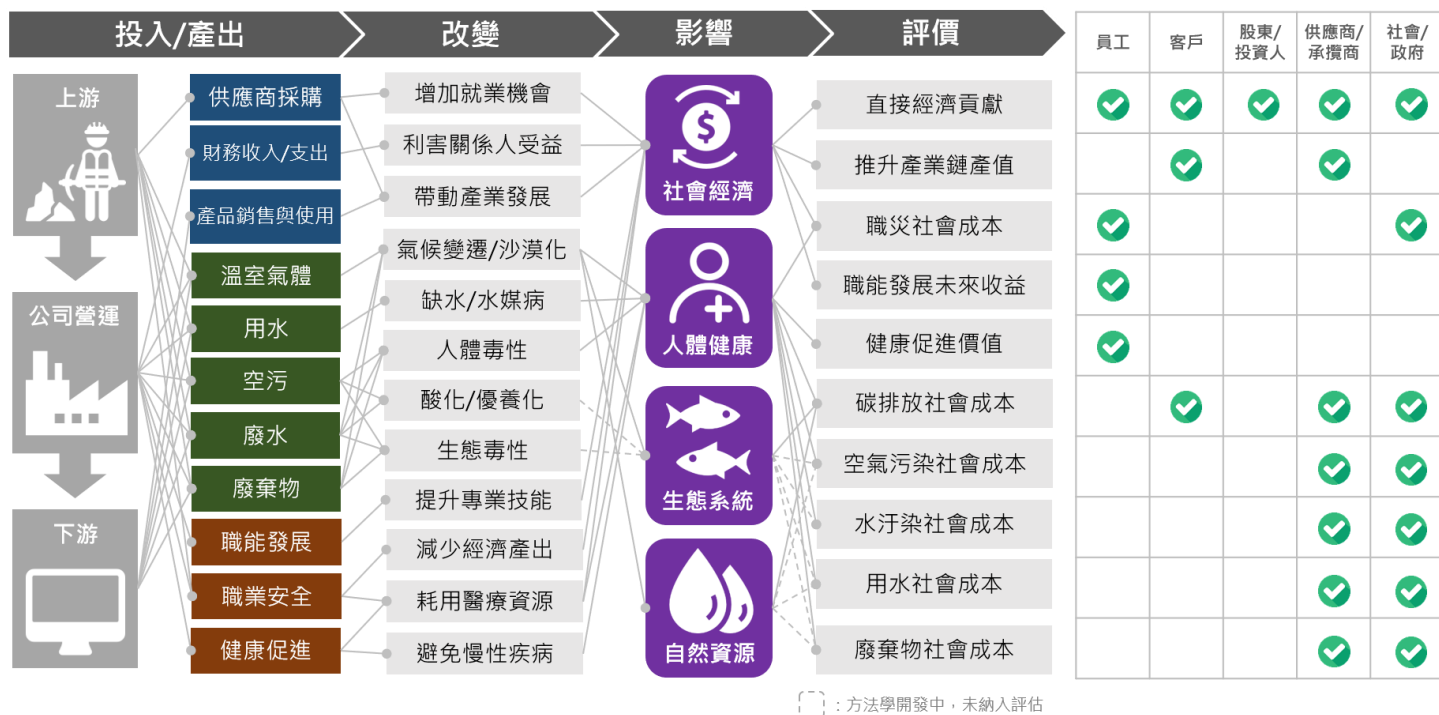 投入/產出
改變
影響
評價
員工
客戶
股東/
投資人
供應商/
承攬商
社會/
政府
上游
公司營運
下游
供應商採購
財務收入/支出
產品銷售與使用
溫室氣體
用水
空污
廢水
廢棄物
職能發展
職業安全
健康促進
增加就業機會
利害關係人受益
帶動產業發展
氣候變遷/沙漠化
缺水/水媒病
人體毒性
酸化/優養化
生態毒性
提升專業技能
減少經濟產出
耗用醫療資源
避免慢性疾病
$
社會經濟
人體健康
生態系統
自然資源
直接經濟貢獻
推升產業鏈產值
職災社會成本
職能發展未來收益
健康促進價值
碳排放社會成本
空氣污染社會成本
水汙染社會成本
用水社會成本
廢棄物社會成本
：方法學開發中，未納入評估